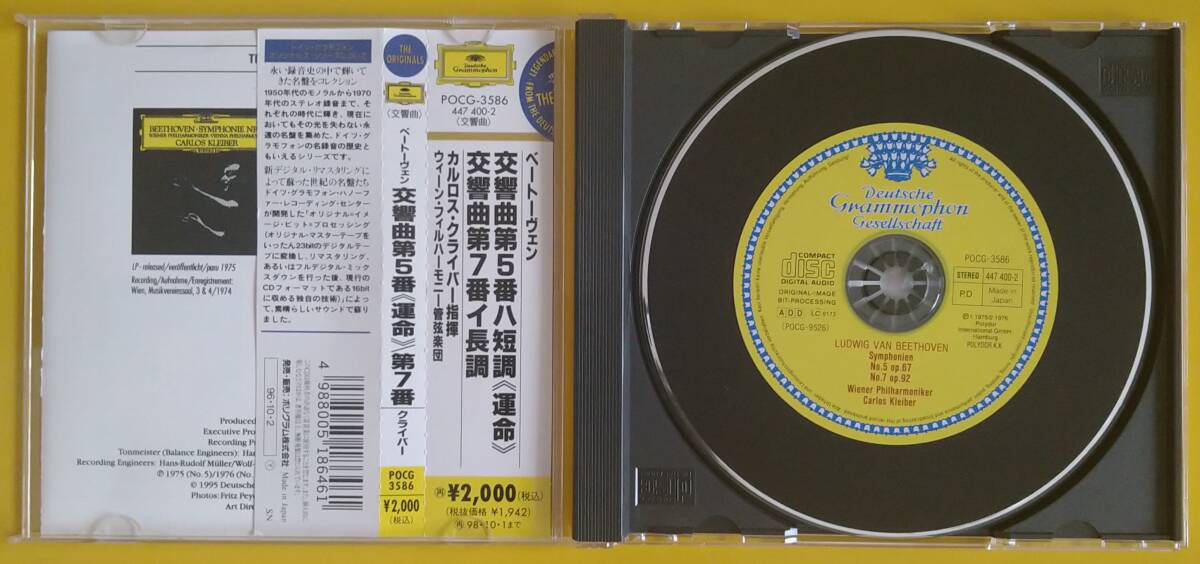 TH
BEETHOVEN · SYMPHONIE NR
WIENER PHILHARMONIKER · VIENNA PHILHARMONIC
CARLOS KLEIBER
LP - released/veröffentlicht/paru 1975
Recording/Aufnahme/Enregistrement:
Wien, Musikvereinssaal, 3 & 4/1974
Produced
Executive Pro
Recording P
Tonmeister (Balance Engineer): Han
Recording Engineers: Hans-Rudolf Müller/Wolf-
℗ 1975 (No. 5)/1976 (No.
© 1995 Deutsche
Photos: Fritz Peye
Art Dire
永い録音史の中で輝いて
きた名盤をコレクション
1950年代のモノラルから1970
年代のステレオ録音まで、そ
れぞれの時代に輝き、現在に
おいてもその光を失わない永
遠の名盤を集めた、ドイツ・グ
ラモフォンの名録音の歴史と
もいえるシリーズです。
新デジタル・リマスタリングに
よって蘇った世紀の名盤たち
ドイツ・グラモフォン・ハノーフ
ァー・レコーディング・センター
が開発した「オリジナル=イメ
ージ・ビット=プロセッシング
(オリジナル・マスターテープを
いったん23bitのデジタルテー
プに変換し、リマスタリング、
あるいはフルデジタル・ミック
スダウンを行った後、現行の
CDフォーマットである16bit
に収める独自の技術)」によっ
て、素晴らしいサウンドで蘇り
ました。
4 988005 186461
96・10・2
発売・販売元:ポリグラム株式会社
Made in Japan
SN
THE
ORIGINALS
(交響曲)
ベートーヴェン
交響曲第5番《運命》/第7番
クライバー
POCG
3586
¥2,000
(税込)
Deutsche
Grammophon
POCG-3586
447 400-2
(交響曲)
LEGENDAR
FROM THE DEUTS
ベートーヴェン
交響曲第5番ハ短調《運命》
交響曲第7番イ長調
カルロス・クライバー指揮
ウィーン・フィルハーモニー管弦楽団
¥2,000(税込)
(税抜価格 ¥1,942)
98・10・1まで
Deutsche
Grammophon
Gesellschaft
COMPACT
disc
DIGITAL AUDIO
ORIGINAL-IMAGE
BIT-PROCESSING
ADD LC 0173
(POCG-9526)
POCG-3586
STEREO 447 400-2
P.D. Made in Japan
℗ 1975/2 1976
Polydor
International GmbH
Hamburg
POLYDOR K.K.
LUDWIG VAN BEETHOVEN
Symphonien
No.5 op.67
No.7 op.92
Wiener Philharmoniker
Carlos Kleiber